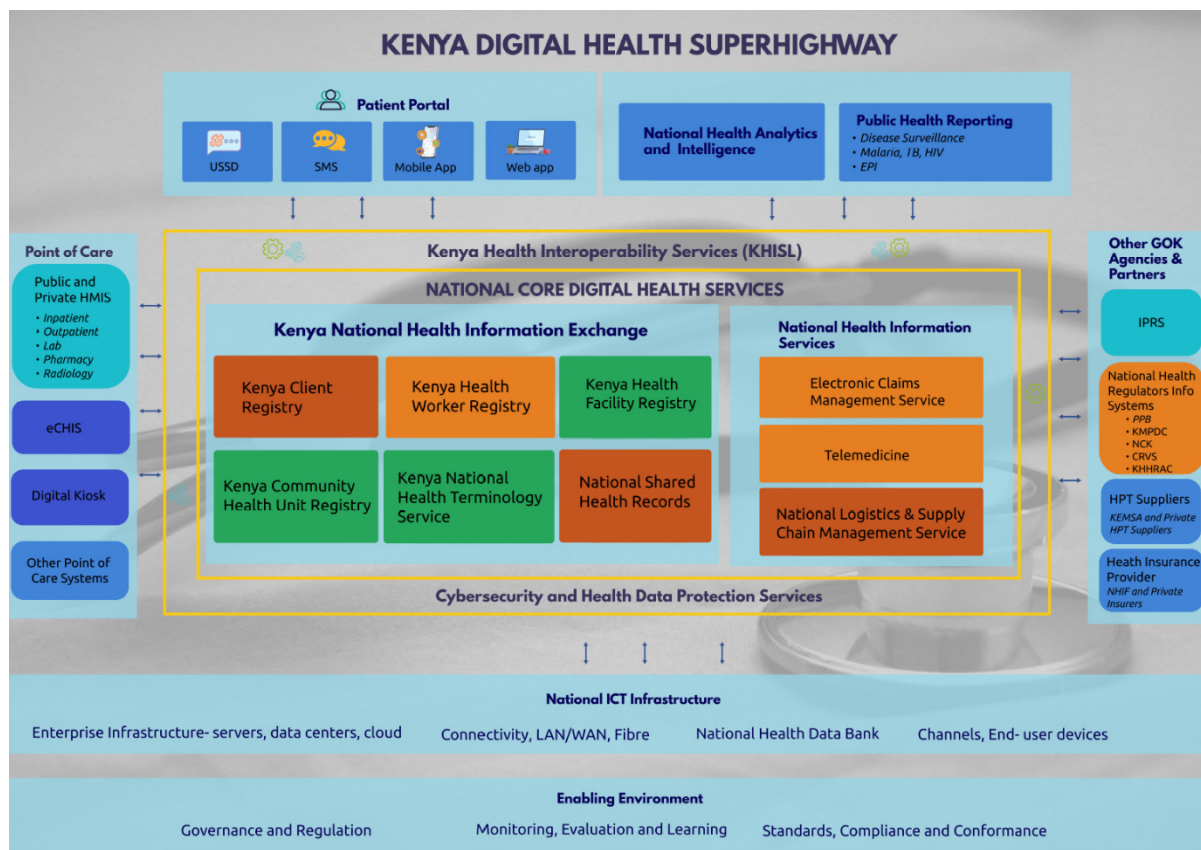 KENYA DIGITAL HEALTH SUPERHIGHWAY
Patient Portal
USSD
SMS
Mobile App
Web app
National Health Analytics
and Intelligence
Public Health Reporting
• Disease Surveillance
• Malaria, TB, HIV
• EPI
Point of Care
Public and
Private HMIS
• Inpatient
• Outpatient
• Lab
• Pharmacy
• Radiology
eCHIS
Digital Kiosk
Other Point of
Care Systems
Kenya Health Interoperability Services (KHISL)
NATIONAL CORE DIGITAL HEALTH SERVICES
Kenya National Health Information Exchange
Kenya Client
Registry
Kenya Health
Worker Registry
Kenya Health
Facility Registry
Kenya Community
Health Unit Registry
Kenya National
Health Terminology
Service
National Shared
Health Records
National Health Information
Services
Electronic Claims
Management Service
Telemedicine
National Logistics & Supply
Chain Management Service
Cybersecurity and Health Data Protection Services
Other GOK
Agencies &
Partners
IPRS
National Health
Regulators Info
Systems
• PPB
• KMPDC
• NCK
• CRVS
• KHHRAC
HPT Suppliers
KEMSA and Private
HPT Suppliers
Heath Insurance
Provider
NHIF and Private
Insurers
National ICT Infrastructure
Enterprise Infrastructure- servers, data centers, cloud
Connectivity, LAN/WAN, Fibre
National Health Data Bank
Channels, End- user devices
Enabling Environment
Governance and Regulation
Monitoring, Evaluation and Learning
Standards, Compliance and Conformance